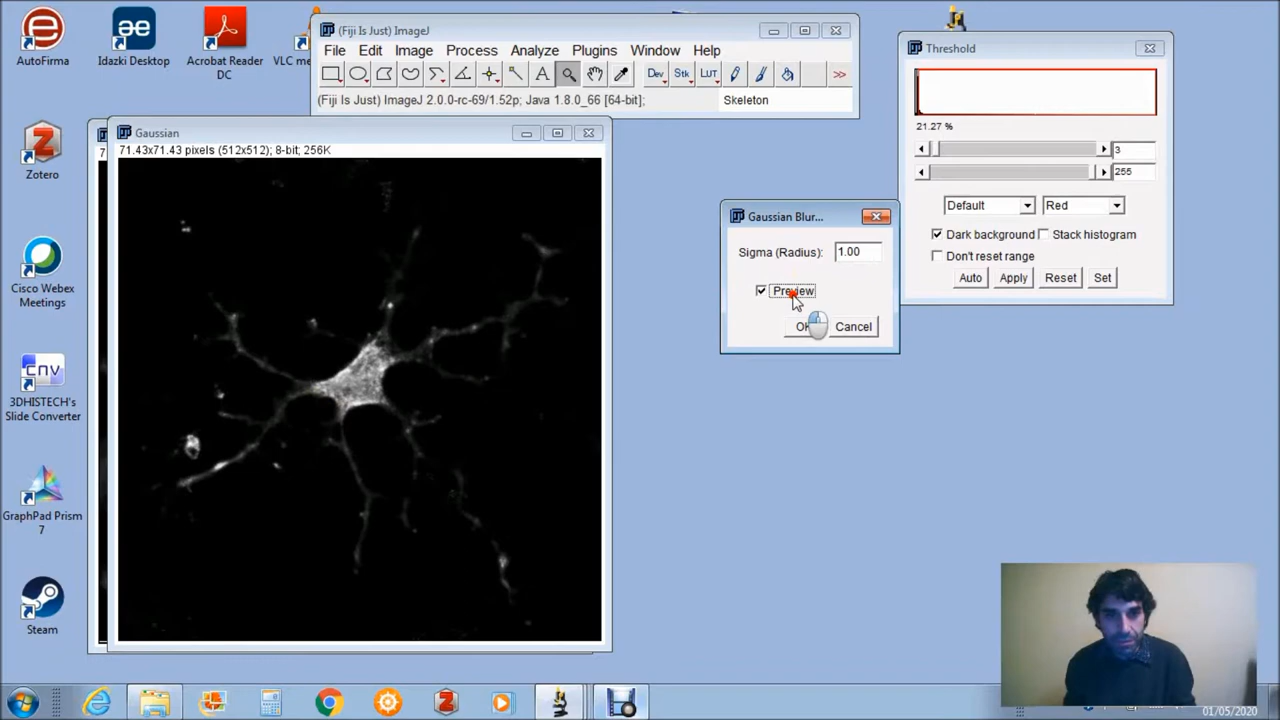 AutoFirma
Idazki Desktop
Acrobat Reader
DC
(Fiji Is Just) ImageJ
File Edit Image Process Analyze Plugins Window Help
Dev Stk LUT >>
(Fiji Is Just) ImageJ 2.0.0-rc-69/1.52p; Java 1.8.0_66 [64-bit];
Skeleton
Threshold
21.27 %
3
255
Default
Red
Dark background
Stack histogram
Don't reset range
Auto
Apply
Reset
Set
Gaussian
71.43x71.43 pixels (512x512); 8-bit; 256K
Gaussian Blur...
Sigma (Radius): 1.00
Preview
Cancel
Zotero
Cisco Webex
Meetings
cnv
3DHISTECH's
Slide Converter
GraphPad Prism
7
Steam
01/05/2020